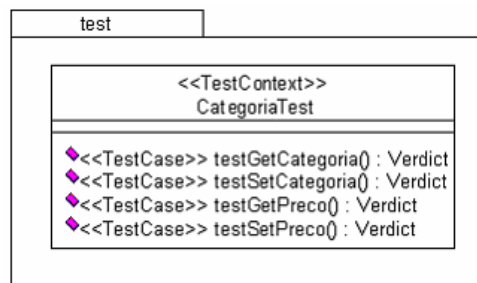 test
<<TestContext>>
CategoriaTest
<<TestCase>> testGetCategoria() : Verdict
<<TestCase>> testSetCategoria() : Verdict
<<TestCase>> testGetPreco() : Verdict
<<TestCase>> testSetPreco() : Verdict